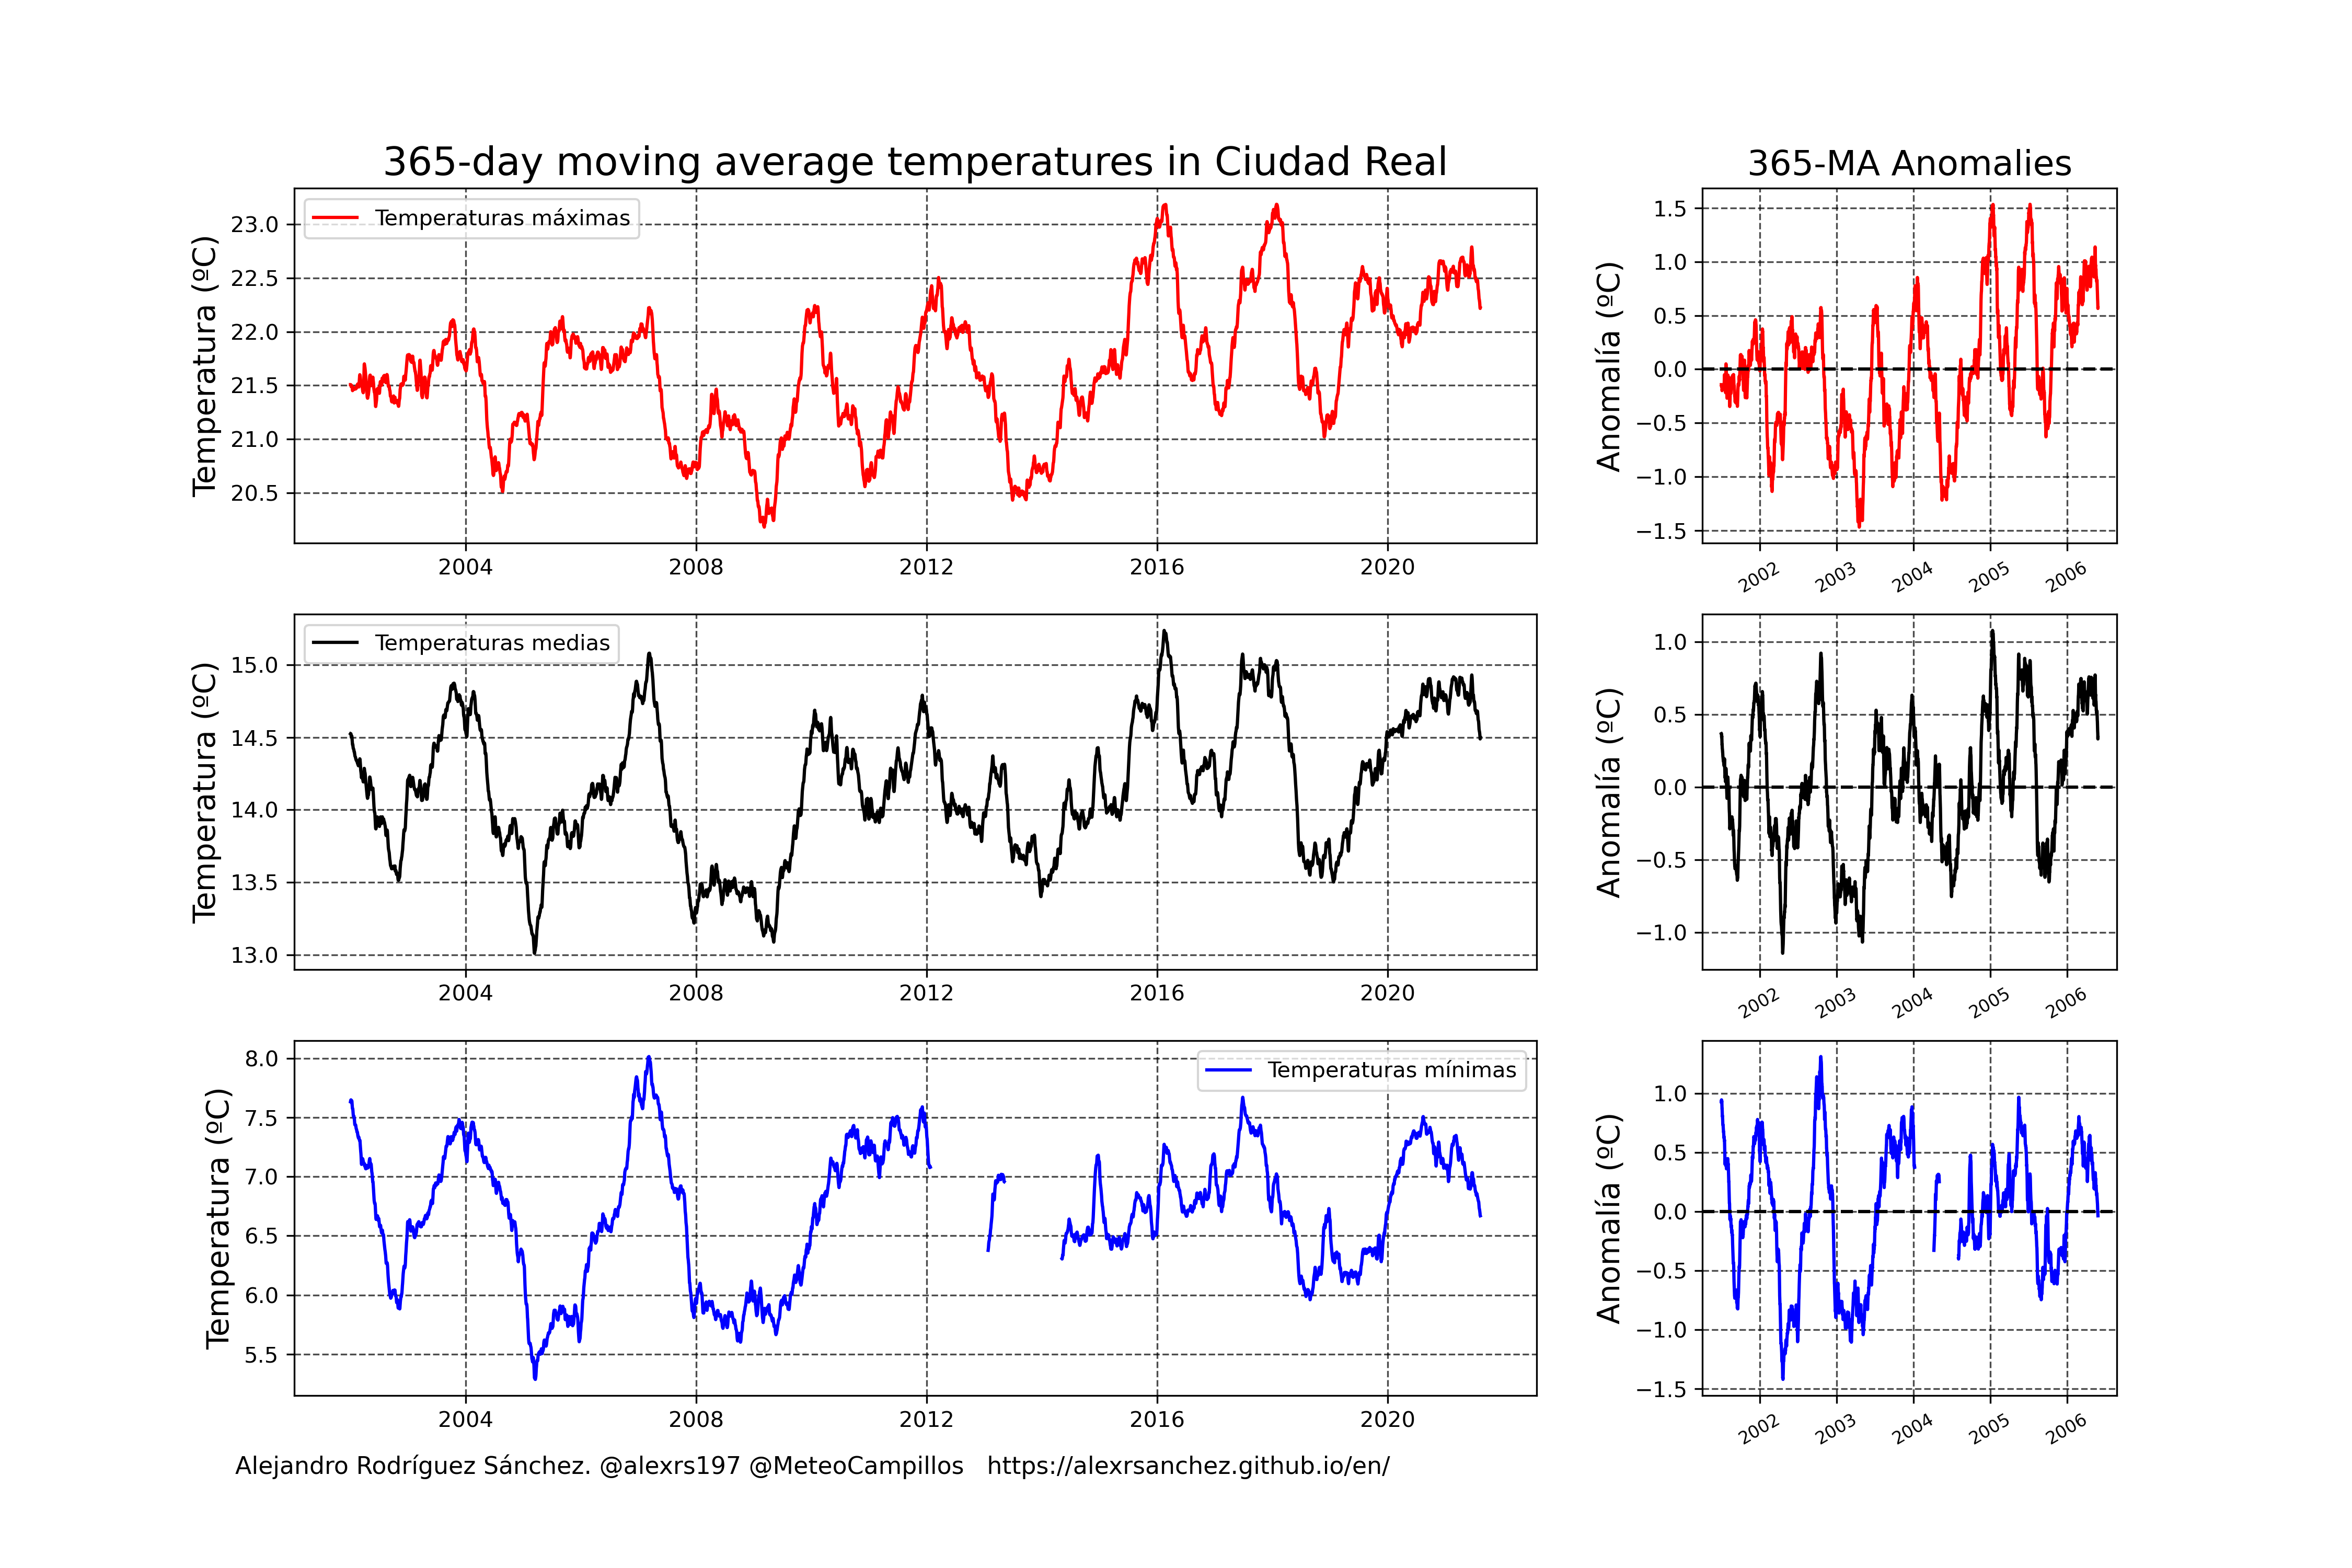 365-day moving average temperatures in Ciudad Real
365-MA Anomalies
Temperatura (ºC)
23.0
22.5
22.0
21.5
21.0
20.5
Temperaturas máximas
2004 2008 2012 2016 2020
Anomalía (ºC)
1.5
1.0
0.5
0.0
−0.5
−1.0
−1.5
2002 2003 2004 2005 2006
Temperatura (ºC)
15.0
14.5
14.0
13.5
13.0
Temperaturas medias
2004 2008 2012 2016 2020
Anomalía (ºC)
1.0
0.5
0.0
−0.5
−1.0
2002 2003 2004 2005 2006
Temperatura (ºC)
8.0
7.5
7.0
6.5
6.0
5.5
Temperaturas mínimas
2004 2008 2012 2016 2020
Anomalía (ºC)
1.0
0.5
0.0
−0.5
−1.0
−1.5
2002 2003 2004 2005 2006
Alejandro Rodríguez Sánchez. @alexrs197 @MeteoCampillos https://alexrsanchez.github.io/en/